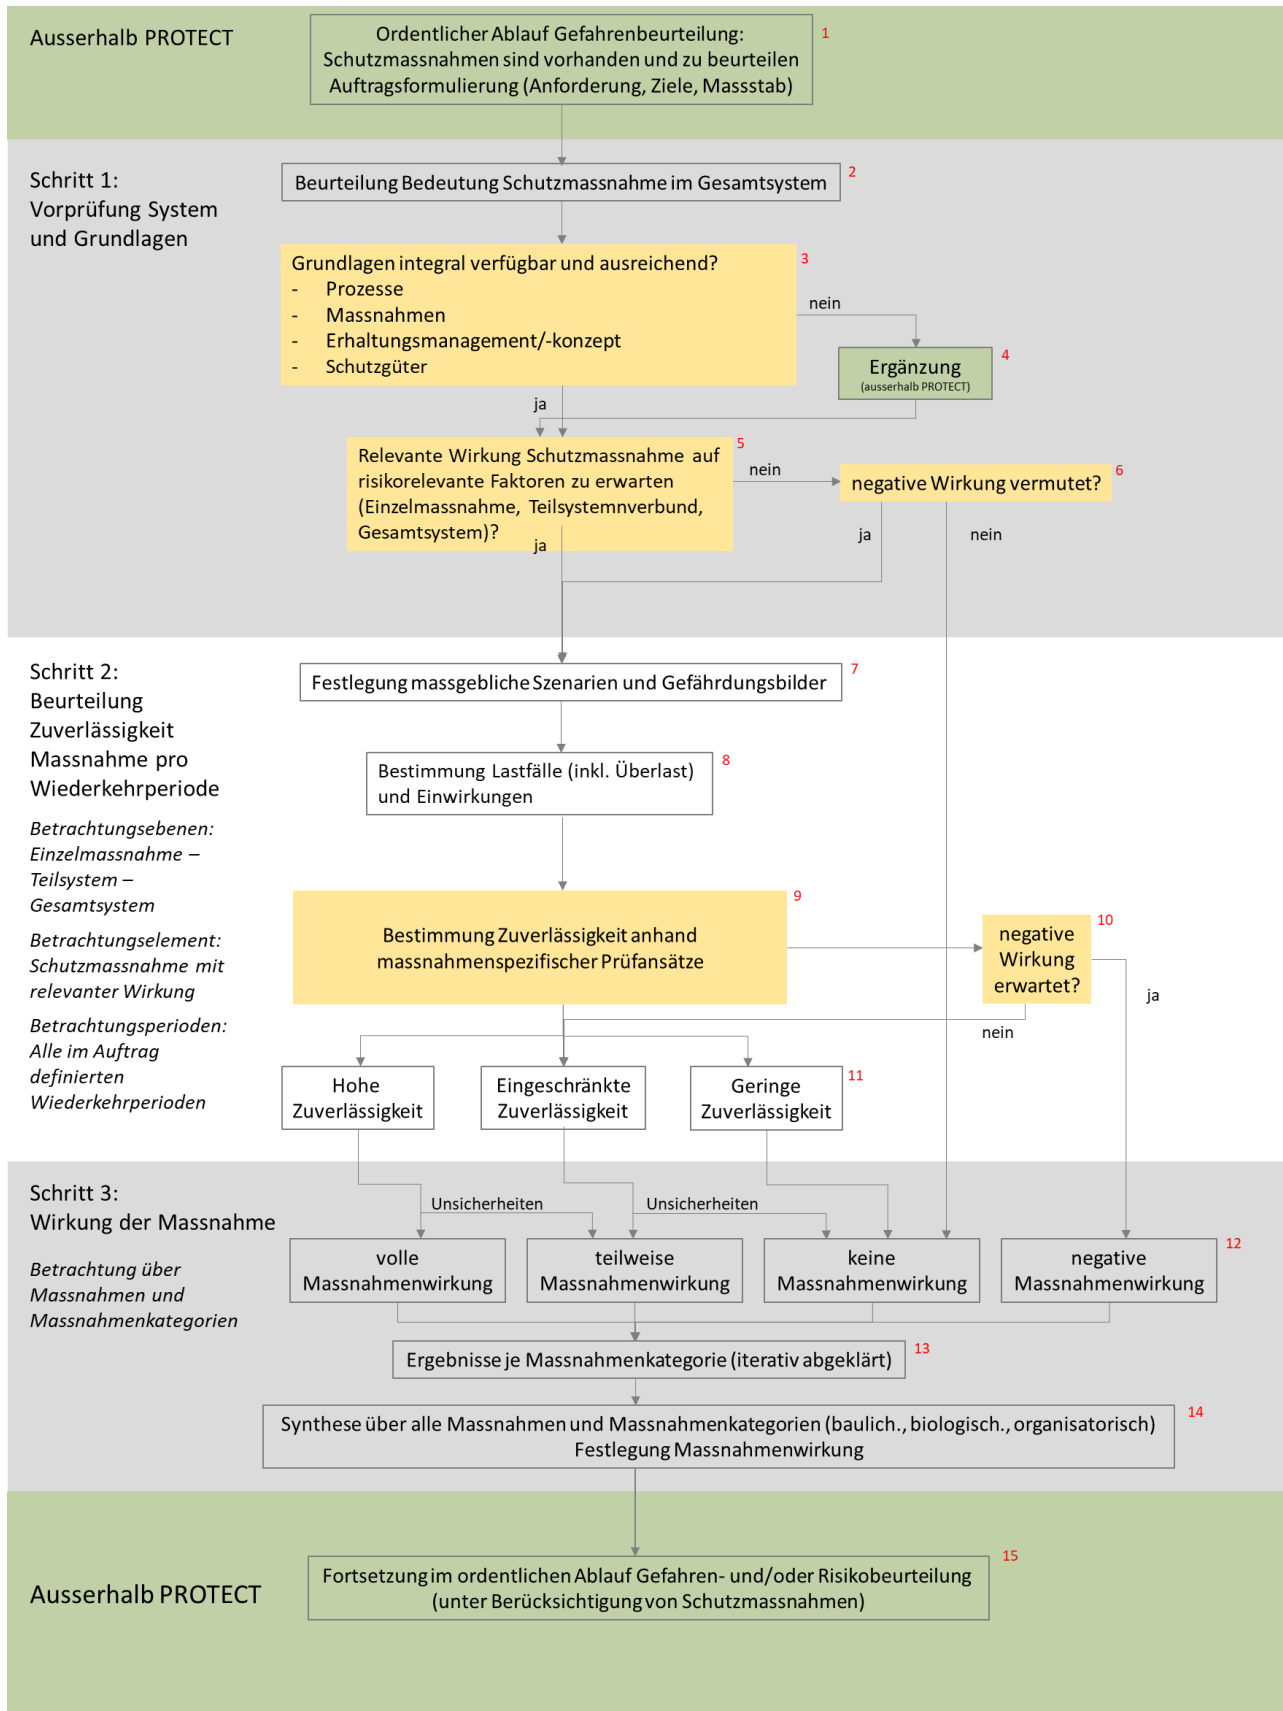 Ausserhalb PROTECT
Ordentlicher Ablauf Gefahrenbeurteilung:
Schutzmassnahmen sind vorhanden und zu beurteilen
Auftragsformulierung (Anforderung, Ziele, Massstab)
1
Schritt 1:
Vorprüfung System
und Grundlagen
Beurteilung Bedeutung Schutzmassnahme im Gesamtsystem
2
Grundlagen integral verfügbar und ausreichend?
- Prozesse
- Massnahmen
- Erhaltungsmanagement/-konzept
- Schutzgüter
3
nein
Ergänzung
(ausserhalb PROTECT)
4
ja
Relevante Wirkung Schutzmassnahme auf
risikorelevante Faktoren zu erwarten
(Einzelmassnahme, Teilsystemnverbund,
Gesamtsystem)?
5
nein
negative Wirkung vermutet?
6
ja
ja
nein
Schritt 2:
Beurteilung
Zuverlässigkeit
Massnahme pro
Wiederkehrperiode
Betrachtungsebenen:
Einzelmassnahme –
Teilsystem –
Gesamtsystem
Betrachtungselement:
Schutzmassnahme mit
relevanter Wirkung
Betrachtungsperioden:
Alle im Auftrag
definierten
Wiederkehrperioden
Festlegung massgebliche Szenarien und Gefährdungsbilder
7
Bestimmung Lastfälle (inkl. Überlast)
und Einwirkungen
8
Bestimmung Zuverlässigkeit anhand
massnahmenspezifischer Prüfansätze
9
negative
Wirkung
erwartet?
10
ja
nein
Hohe
Zuverlässigkeit
Eingeschränkte
Zuverlässigkeit
Geringe
Zuverlässigkeit
11
Schritt 3:
Wirkung der Massnahme
Betrachtung über
Massnahmen und
Massnahmenkategorien
Unsicherheiten
Unsicherheiten
volle
Massnahmenwirkung
teilweise
Massnahmenwirkung
keine
Massnahmenwirkung
negative
Massnahmenwirkung
12
Ergebnisse je Massnahmenkategorie (iterativ abgeklärt)
13
Synthese über alle Massnahmen und Massnahmenkategorien (baulich., biologisch., organisatorisch)
Festlegung Massnahmenwirkung
14
Ausserhalb PROTECT
Fortsetzung im ordentlichen Ablauf Gefahren- und/oder Risikobeurteilung
(unter Berücksichtigung von Schutzmassnahmen)
15